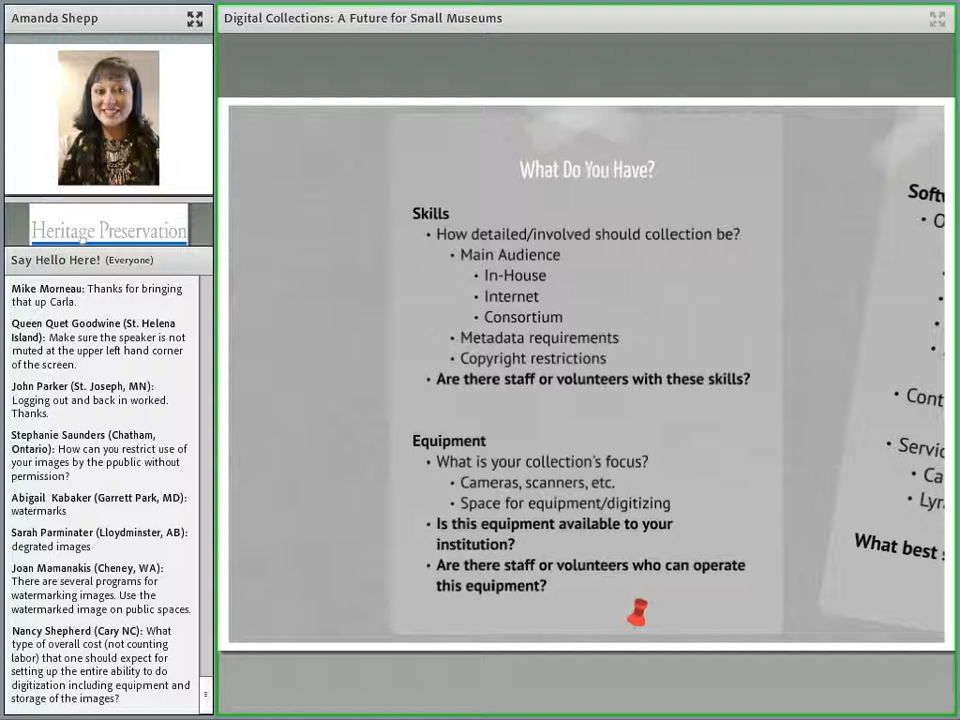 Amanda Shepp
Heritage Preservation
Say Hello Here! (Everyone)
Mike Morneau: Thanks for bringing
that up Carla.
Queen Quet Goodwine (St. Helena
Island): Make sure the speaker is not
muted at the upper left hand corner
of the screen.
John Parker (St. Joseph, MN):
Logging out and back in worked.
Thanks.
Stephanie Saunders (Chatham,
Ontario): How can you restrict use of
your images by the ppublic without
permission?
Abigail Kabaker (Garrett Park, MD):
watermarks
Sarah Parminater (Lloydminster, AB):
degrated images
Joan Mamanakis (Cheney, WA):
There are several programs for
watermarking images. Use the
watermarked image on public spaces.
Nancy Shepherd (Cary NC): What
type of overall cost (not counting
labor) that one should expect for
setting up the entire ability to do
digitization including equipment and
storage of the images?
Digital Collections: A Future for Small Museums
What Do You Have?
Skills
• How detailed/involved should collection be?
• Main Audience
• In-House
• Internet
• Consortium
• Metadata requirements
• Copyright restrictions
• Are there staff or volunteers with these skills?
Equipment
• What is your collection's focus?
• Cameras, scanners, etc.
• Space for equipment/digitizing
• Is this equipment available to your
institution?
• Are there staff or volunteers who can operate
this equipment?
What best